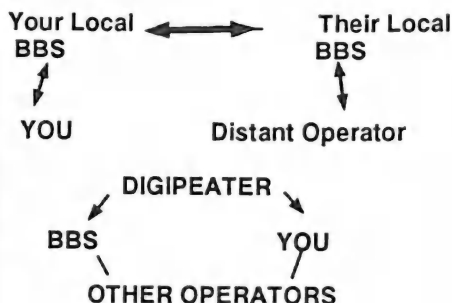 Your Local Their Local
BBS BBS
YOU Distant Operator
DIGIPEATER
BBS YOU
OTHER OPERATORS